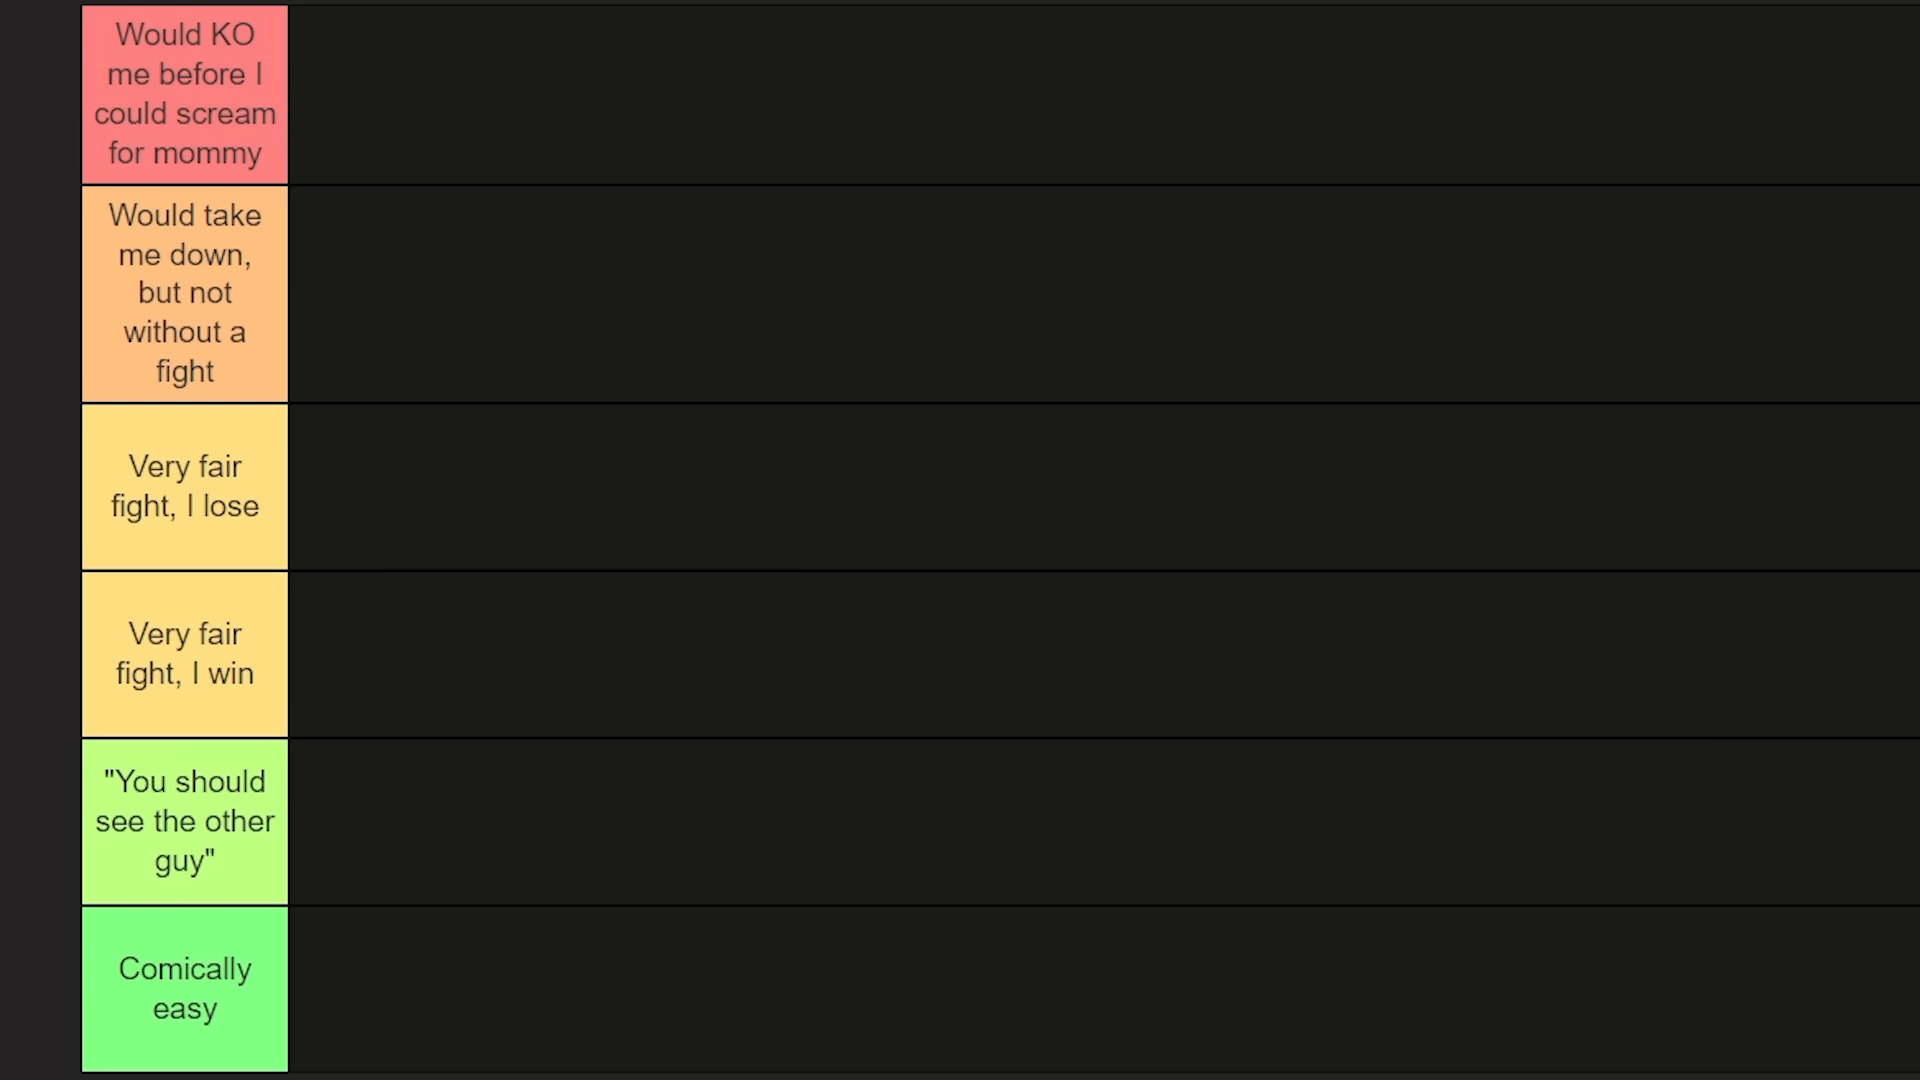 Would KO
me before I
could scream
for mommy
Would take
me down,
but not
without a
fight
Very fair
fight, I lose
Very fair
fight, I win
"You should
see the other
guy"
Comically
easy